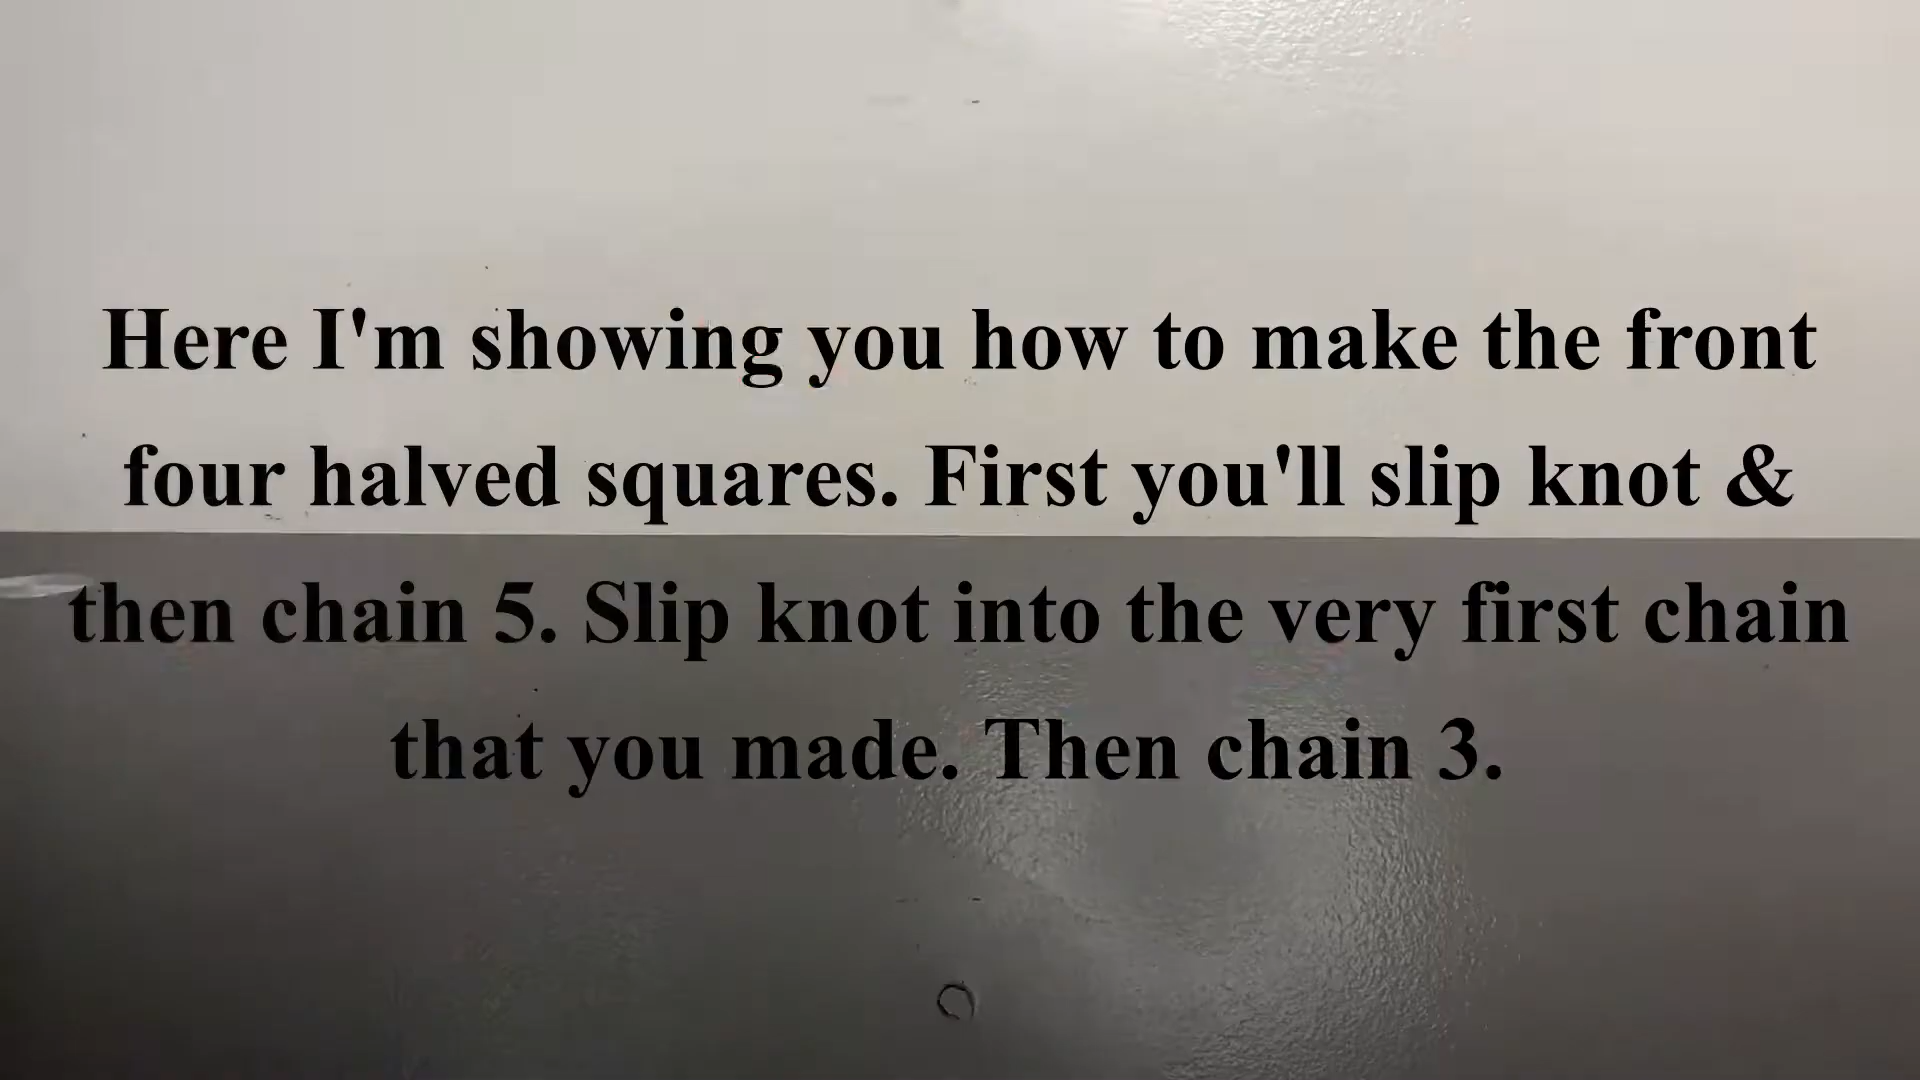 Here I'm showing you how to make the front
four halved squares. First you'll slip knot &
then chain 5. Slip knot into the very first chain
that you made. Then chain 3.